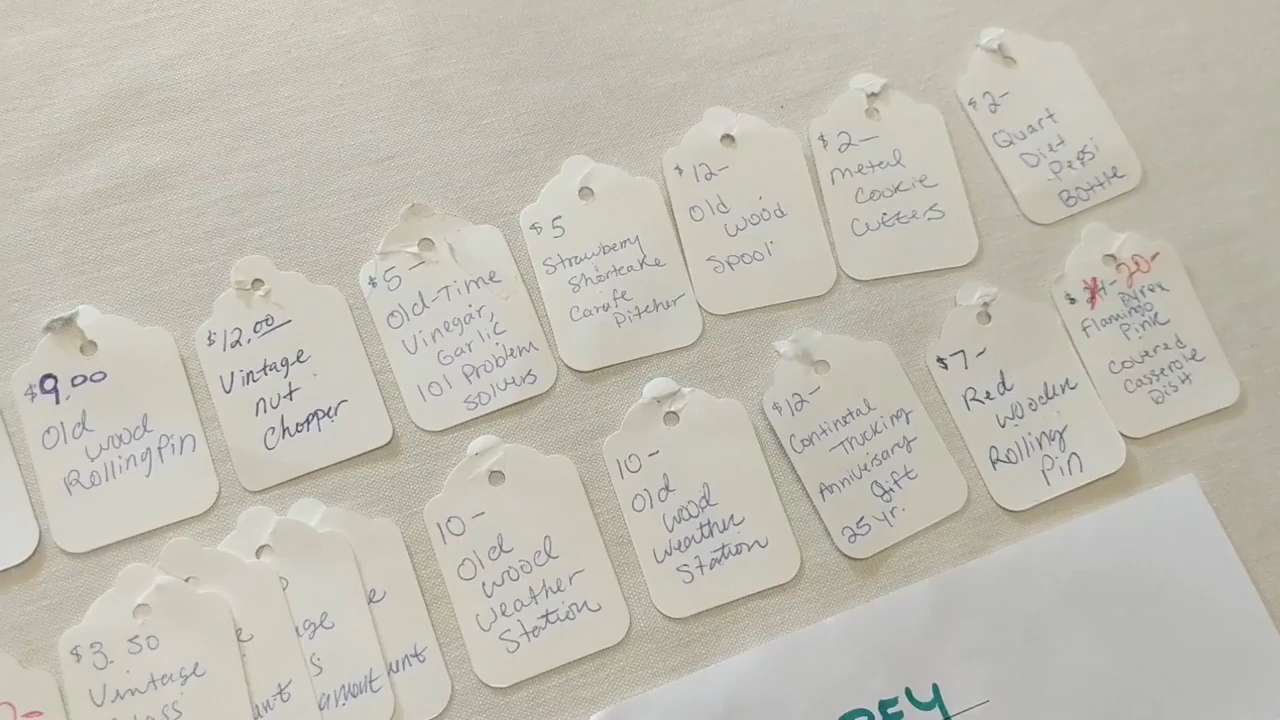 $9.00
Old
wood
Rolling Pin
$12.00
Vintage
nut
Chopper
$5-
Old-Time
Vinegar,
Garlic
101 Problem
Solvers
$5
Strawberry
Shortcake
Carafe
Pitcher
$12-
Old
Wood
Spool
$2-
Metal
Cookie
Cutters
$2-
Quart
Diet
Pepsi
Bottle
$3.50
Vintage
10-
Old
Wood
Weather
Station
10-
Old
Wood
Weather
Station
$12-
Continetal
Trucking
Anniversary
Gift
25 yr.
$7-
Red
Wooden
Rolling
Pin
20-
Pyrex
Flamingo
Pink
Covered
Casserole
Dish